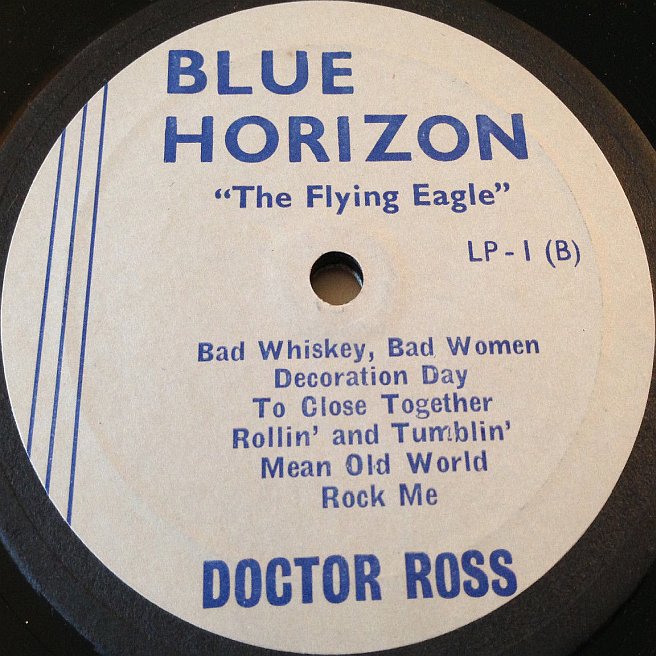 BLUE
HORIZON
“The Flying Eagle”
LP - 1 (B)
Bad Whiskey, Bad Women
Decoration Day
To Close Together
Rollin’ and Tumblin’
Mean Old World
Rock Me
DOCTOR ROSS